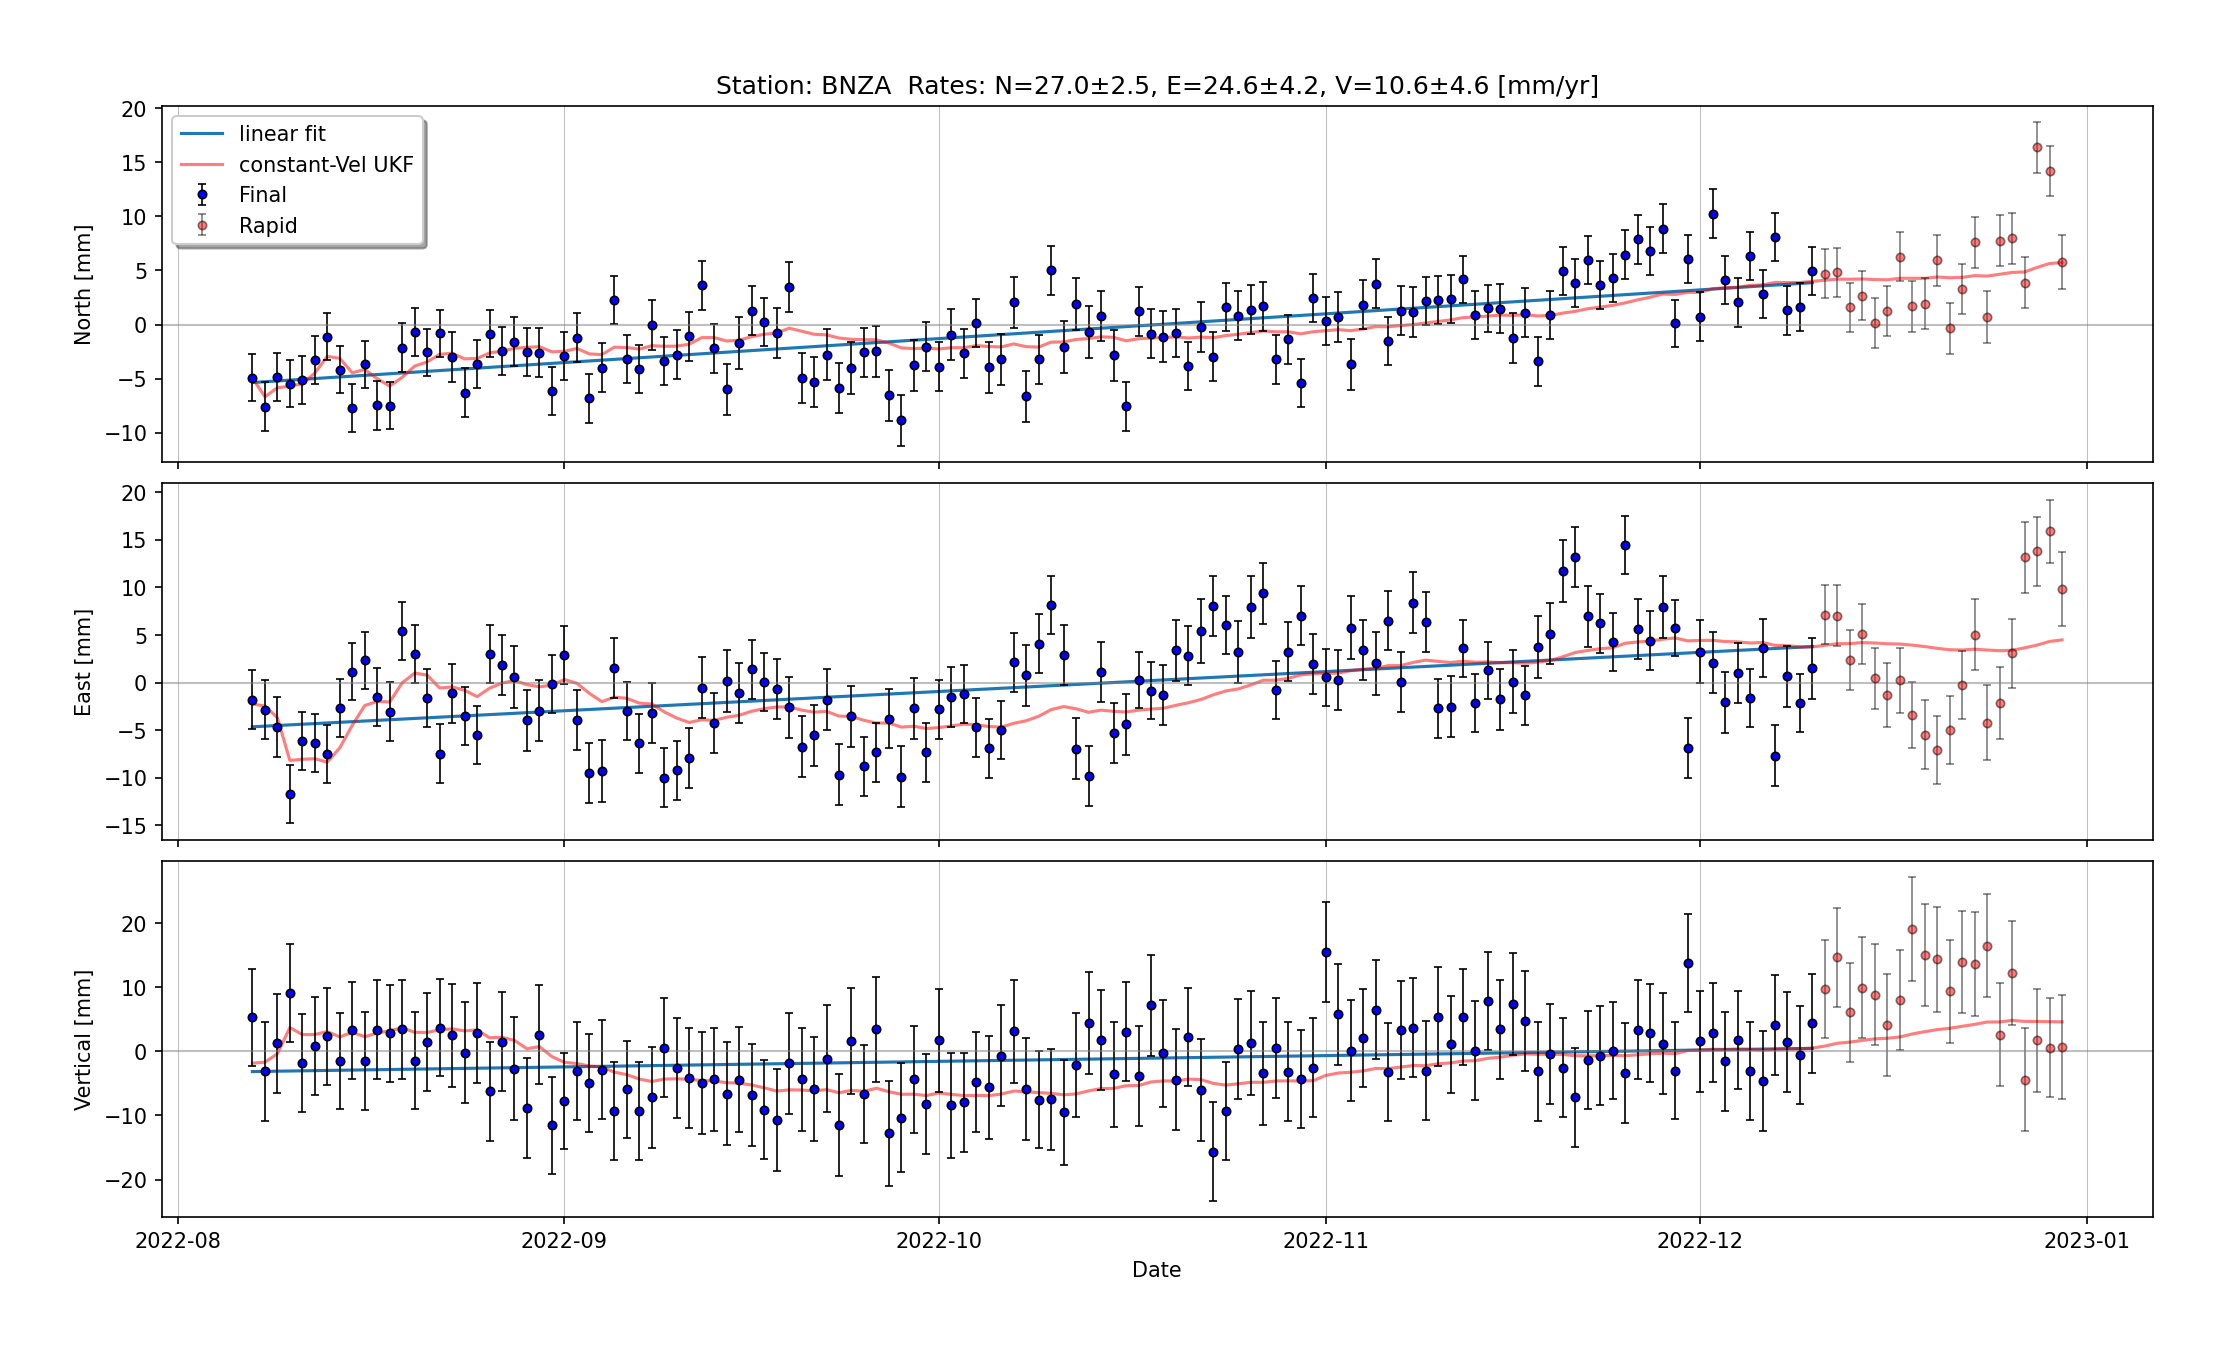 Station: BNZA  Rates: N=27.0±2.5, E=24.6±4.2, V=10.6±4.6 [mm/yr]
linear fit
constant-Vel UKF
Final
Rapid
North [mm]
20
15
10
5
0
−5
−10
East [mm]
20
15
10
5
0
−5
−10
−15
Vertical [mm]
20
10
0
−10
−20
2022-08 2022-09 2022-10 2022-11 2022-12 2023-01
Date